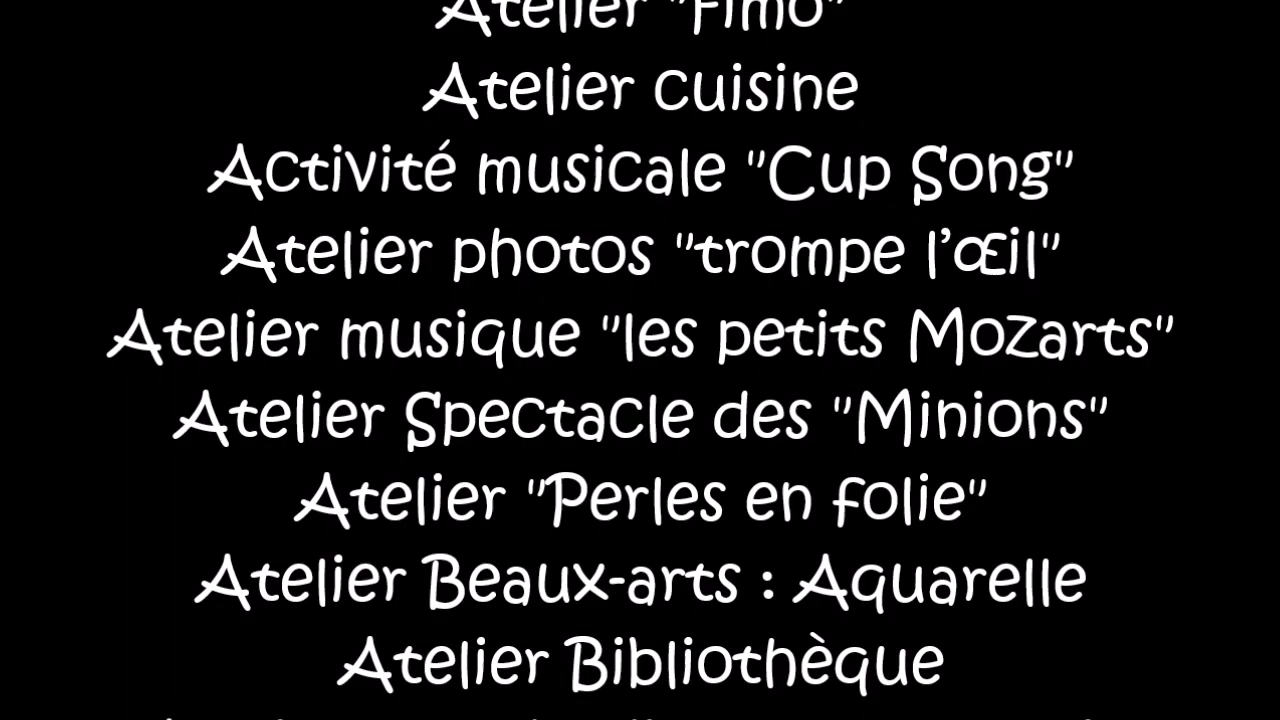 Atelier "Fimo"
Atelier cuisine
Activité musicale "Cup Song"
Atelier photos "trompe l’Œil"
Atelier musique "les petits Mozarts"
Atelier Spectacle des "Minions"
Atelier "Perles en folie"
Atelier Beaux-arts : Aquarelle
Atelier Bibliothèque